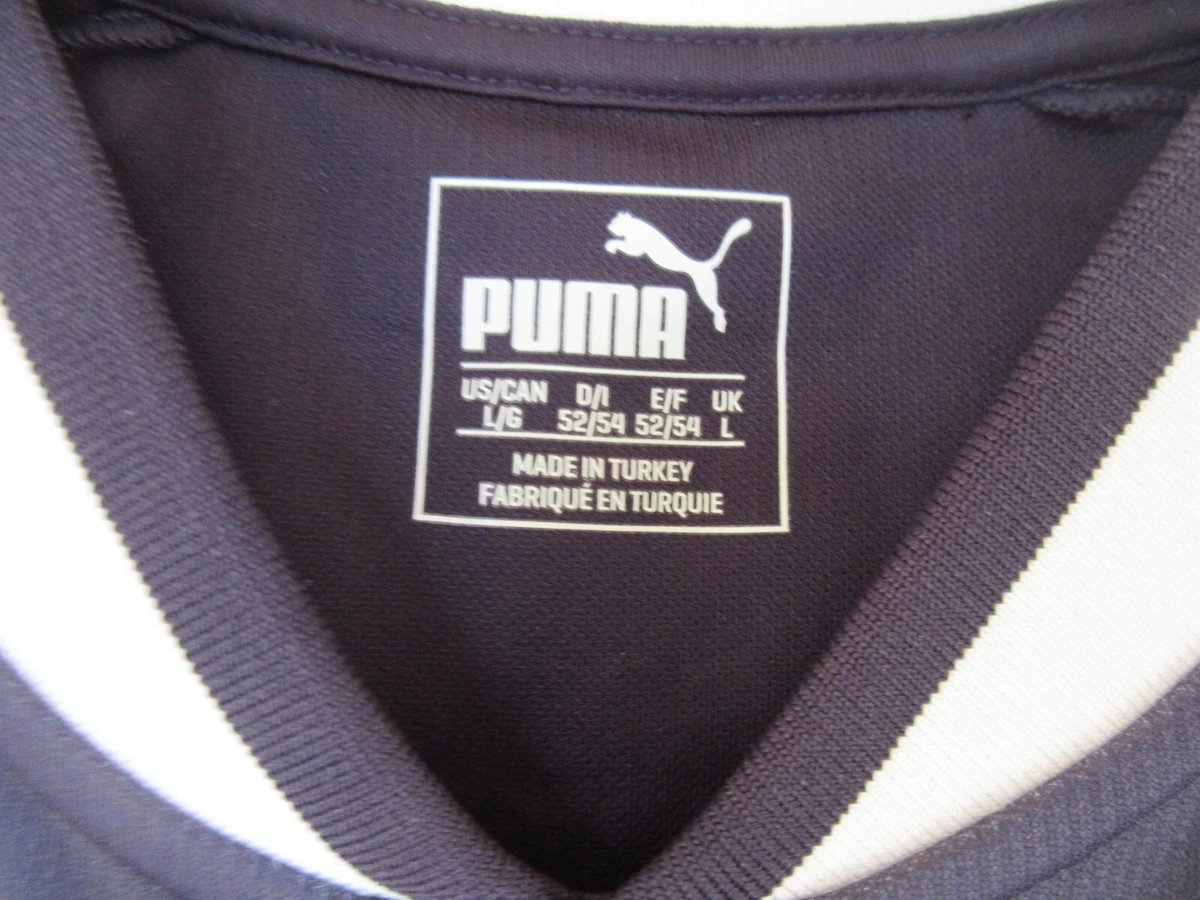 PUMA
US/CAN D/I E/F UK
L/G 52/54 52/54 L
MADE IN TURKEY
FABRIQUÉ EN TURQUIE